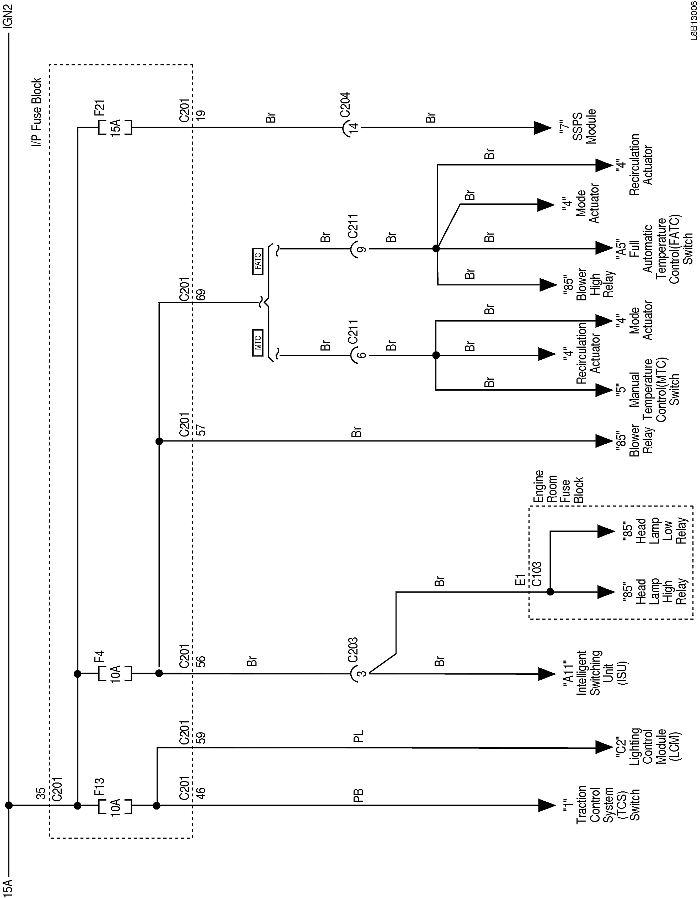 15A
IGN2
35
C201
I/P Fuse Block
F13
10A
F4
10A
F21
15A
C201
46
C201
59
C201
56
C201
57
C201
69
C201
19
PB
PL
Br
C203
3
Br
Br
E1
C103
Engine
Room
Fuse
Block
Br
MTC
FATC
Br
C211
6
Br
Br
Br
Br
C211
9
Br
Br
Br
Br
Br
C204
14
Br
"1"
Traction
Control
System
(TCS)
Switch
"C2"
Lighting
Control
Module
(LCM)
"A11"
Intelligent
Switching
Unit
(ISU)
"85"
Head
Lamp
High
Relay
"85"
Head
Lamp
Low
Relay
"85"
Blower
Relay
"5"
Manual
Temperature
Control(MTC)
Switch
"4"
Recirculation
Actuator
"4"
Mode
Actuator
"85"
Blower
High
Relay
"A5"
Full
Automatic
Temperature
Control(FATC)
Switch
"4"
Mode
Actuator
"4"
Recirculation
Actuator
"7"
SSPS
Module
L8B13006